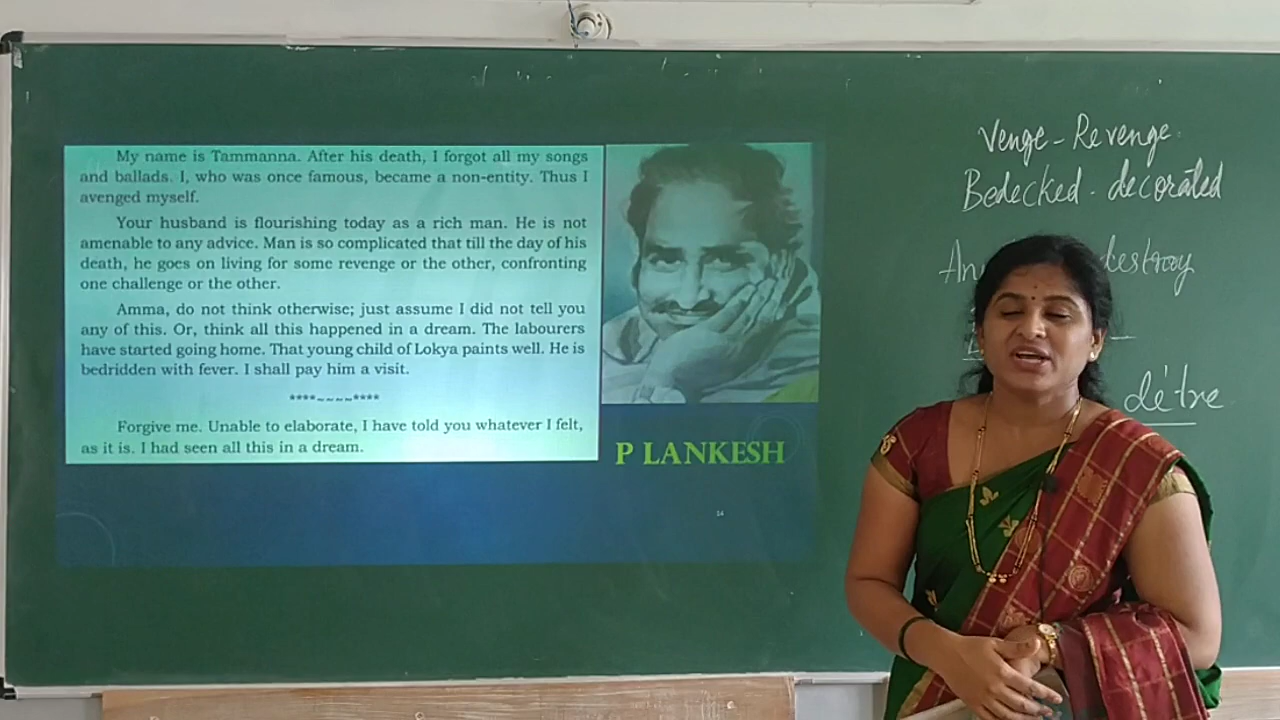 My name is Tammanna. After his death, I forgot all my songs
and ballads. I, who was once famous, became a non-entity. Thus I
avenged myself.
Your husband is flourishing today as a rich man. He is not
amenable to any advice. Man is so complicated that till the day of his
death, he goes on living for some revenge or the other, confronting
one challenge or the other.
Amma, do not think otherwise; just assume I did not tell you
any of this. Or, think all this happened in a dream. The labourers
have started going home. That young child of Lokya paints well. He is
bedridden with fever. I shall pay him a visit.
****~~~~****
Forgive me. Unable to elaborate, I have told you whatever I felt,
as it is. I had seen all this in a dream.
P LANKESH
14
Venge - Revenge.
Bedecked - decorated
destroy
détre